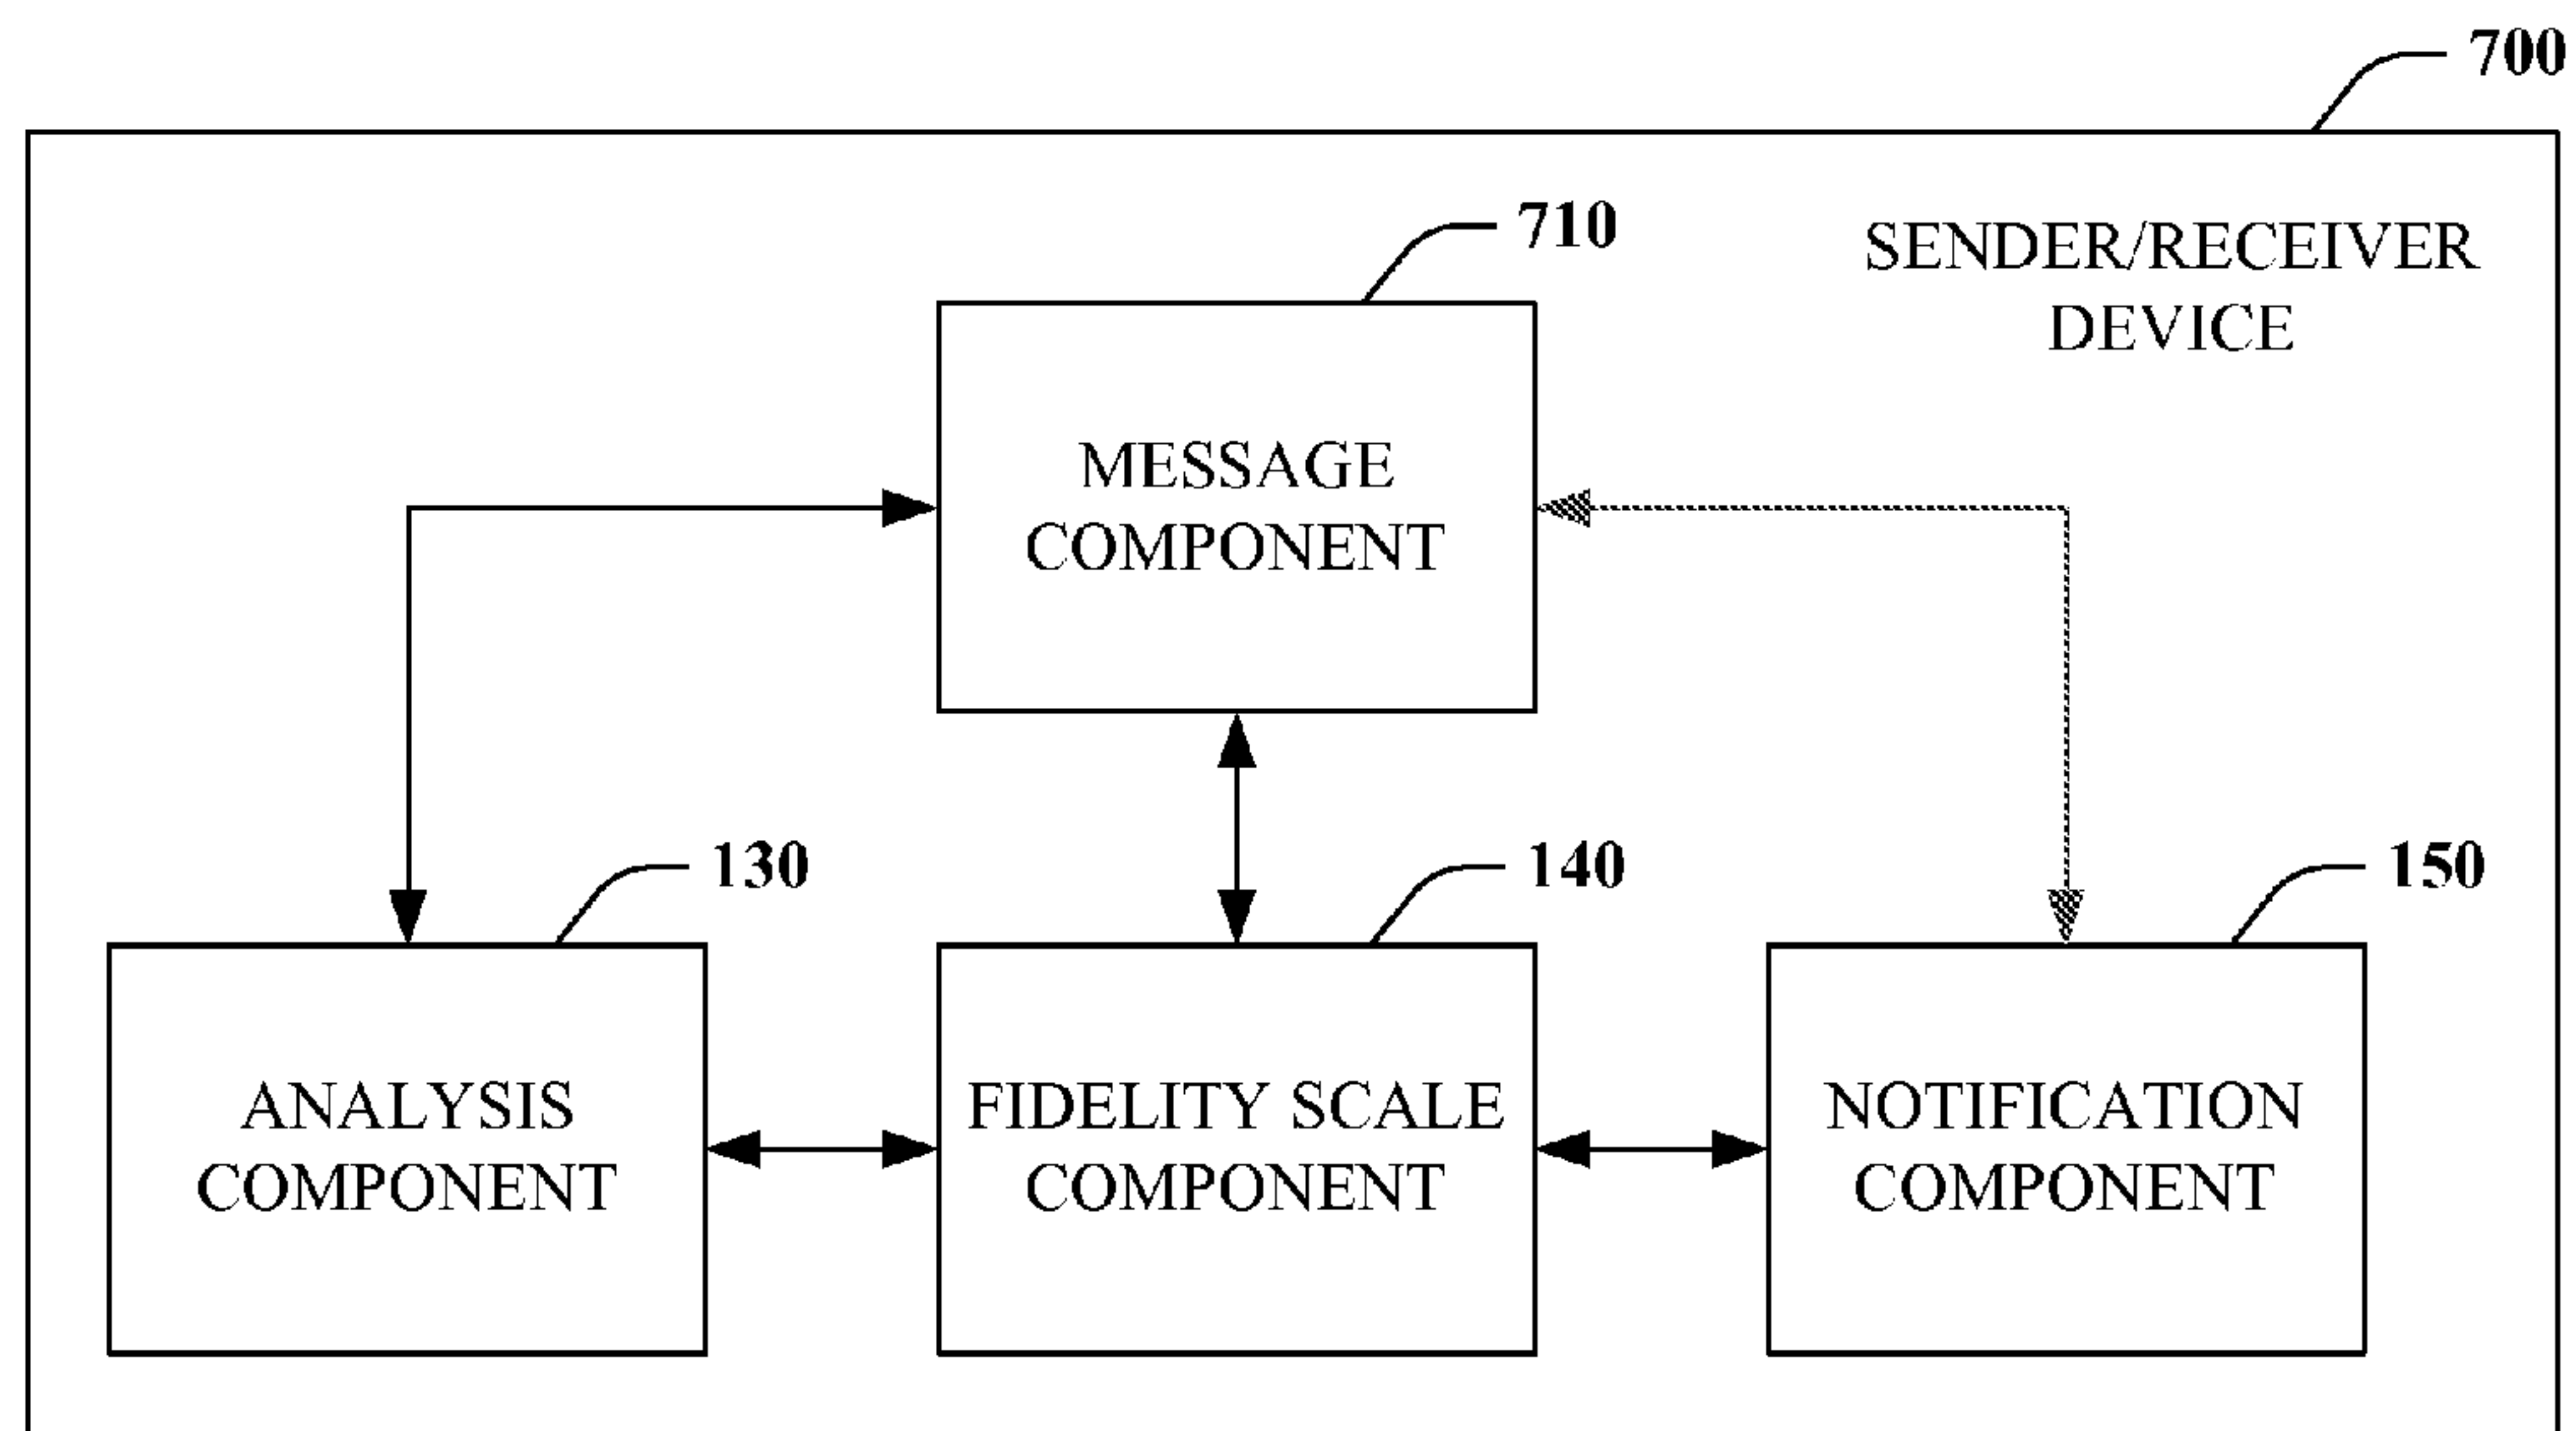 700
710
SENDER/RECEIVER
DEVICE
MESSAGE
COMPONENT
130
140
150
ANALYSIS
COMPONENT
FIDELITY SCALE
COMPONENT
NOTIFICATION
COMPONENT